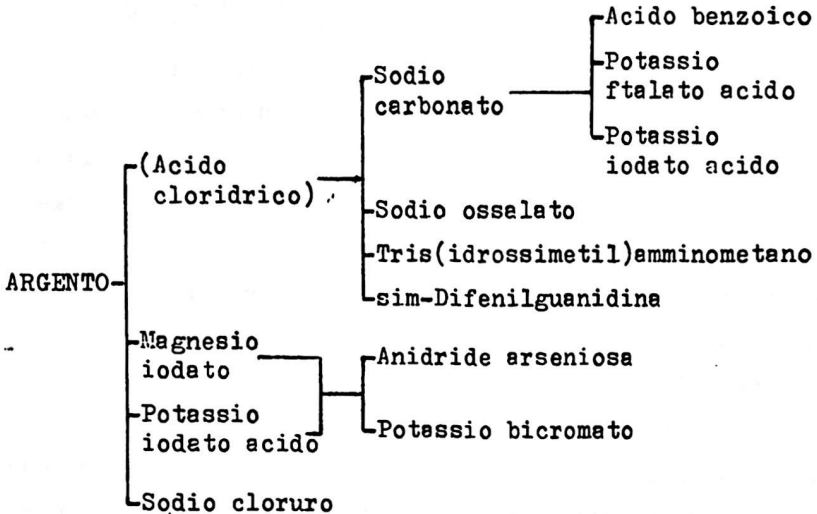 Acido benzoico
Potassio
ftalato acido
Potassio
iodato acido
Sodio
carbonato
(Acido
cloridrico)
Sodio ossalato
Tris(idrossimetil)amminometano
sim-Difenilguanidina
ARGENTO
Magnesio
iodato
Anidride arseniosa
Potassio
iodato acido
Potassio bicromato
Sodio cloruro